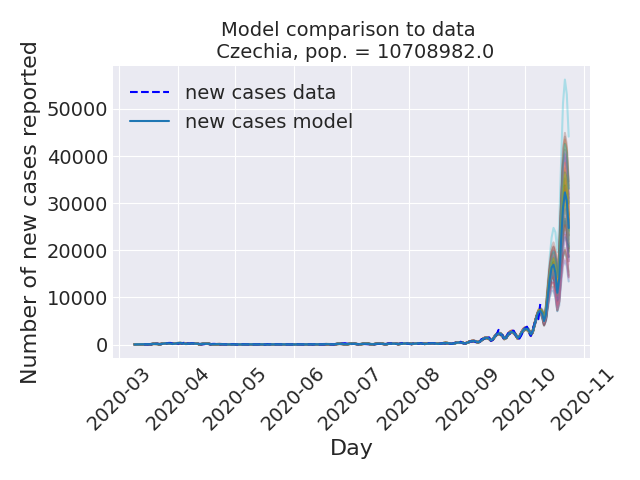 Model comparison to data
Czechia, pop. = 10708982.0
new cases data
new cases model
Number of new cases reported
50000
40000
30000
20000
10000
0
2020-03
2020-04
2020-05
2020-06
2020-07
2020-08
2020-09
2020-10
2020-11
Day